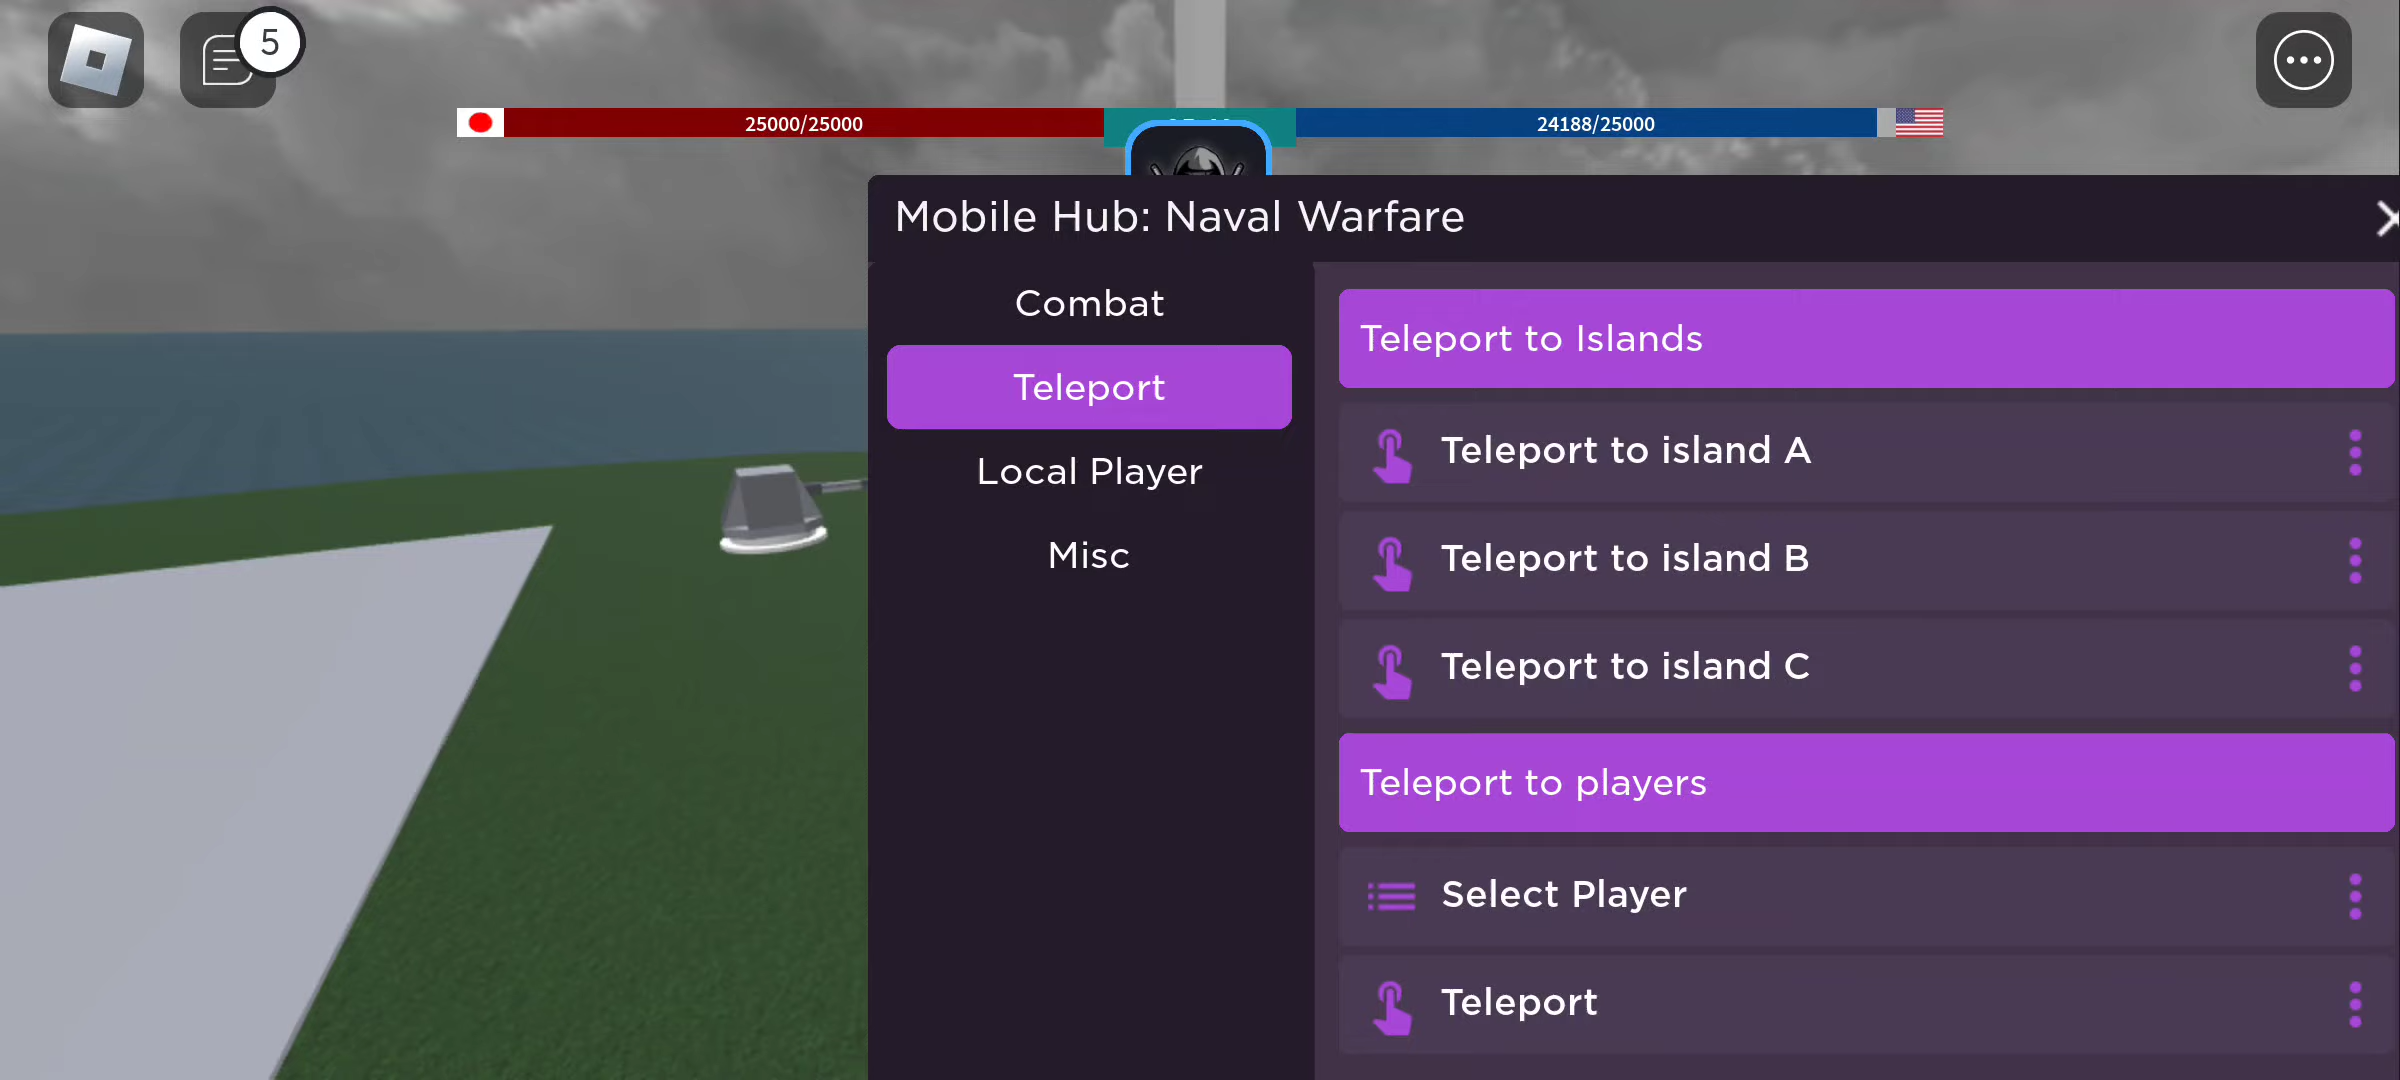 5
25000/25000
24188/25000
Mobile Hub: Naval Warfare
Combat
Teleport
Local Player
Misc
Teleport to Islands
Teleport to island A
Teleport to island B
Teleport to island C
Teleport to players
Select Player
Teleport